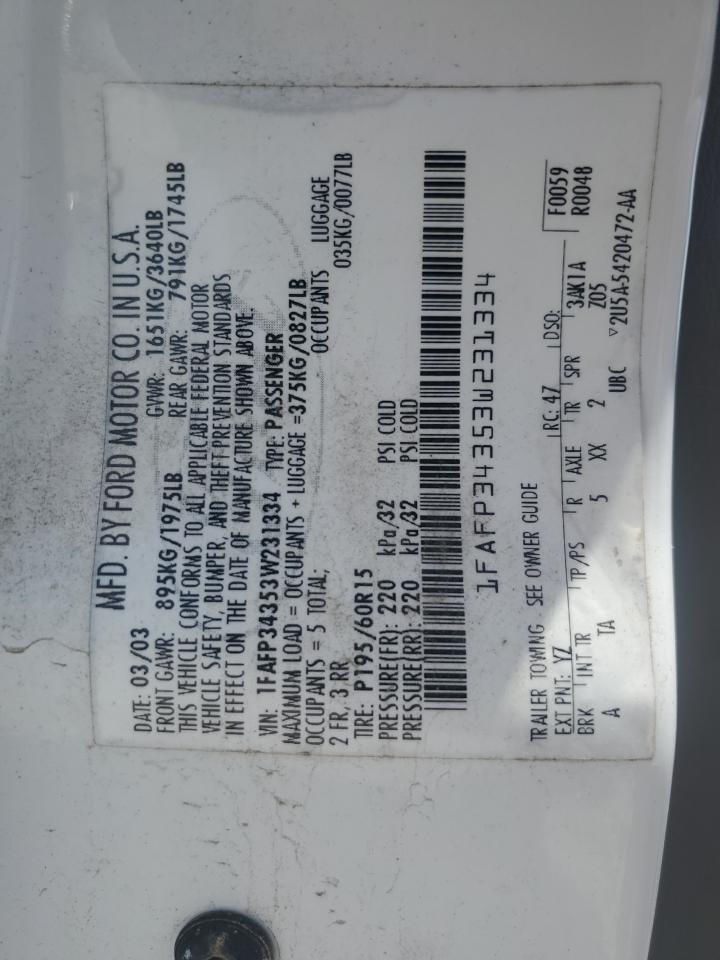 MFD. BY FORD MOTOR CO. IN U.S.A.
DATE: 03/03 GVWR: 1651KG/3640LB
FRONT GAWR: 895KG/1975LB REAR GAWR: 791KG/1745LB
THIS VEHICLE CONFORMS TO ALL APPLICABLE FEDERAL MOTOR
VEHICLE SAFETY, BUMPER, AND THEFT PREVENTION STANDARDS
IN EFFECT ON THE DATE OF MANUFACTURE SHOWN ABOVE.
VIN: 1FAFP34353W231334 TYPE: PASSENGER
MAXIMUM LOAD = OCCUPANTS + LUGGAGE =375KG/0827LB
OCCUPANTS = 5 TOTAL; OCCUPANTS LUGGAGE
2 FR, 3 RR 035KG/0077LB
TIRE: P195/60R15
PRESSURE(FR): 220 kPa/32 PSI COLD
PRESSURE(RR): 220 kPa/32 PSI COLD
1FAFP34353W231334
TRAILER TOWING - SEE OWNER GUIDE
EXT PNT: YZ RC: 47 DSO: F0059
BRK INT TR TP/PS R AXLE TR SPR R0048
A TA 5 XX 2 3AK1A
UBC Z05
▽2U5A-5420472-AA